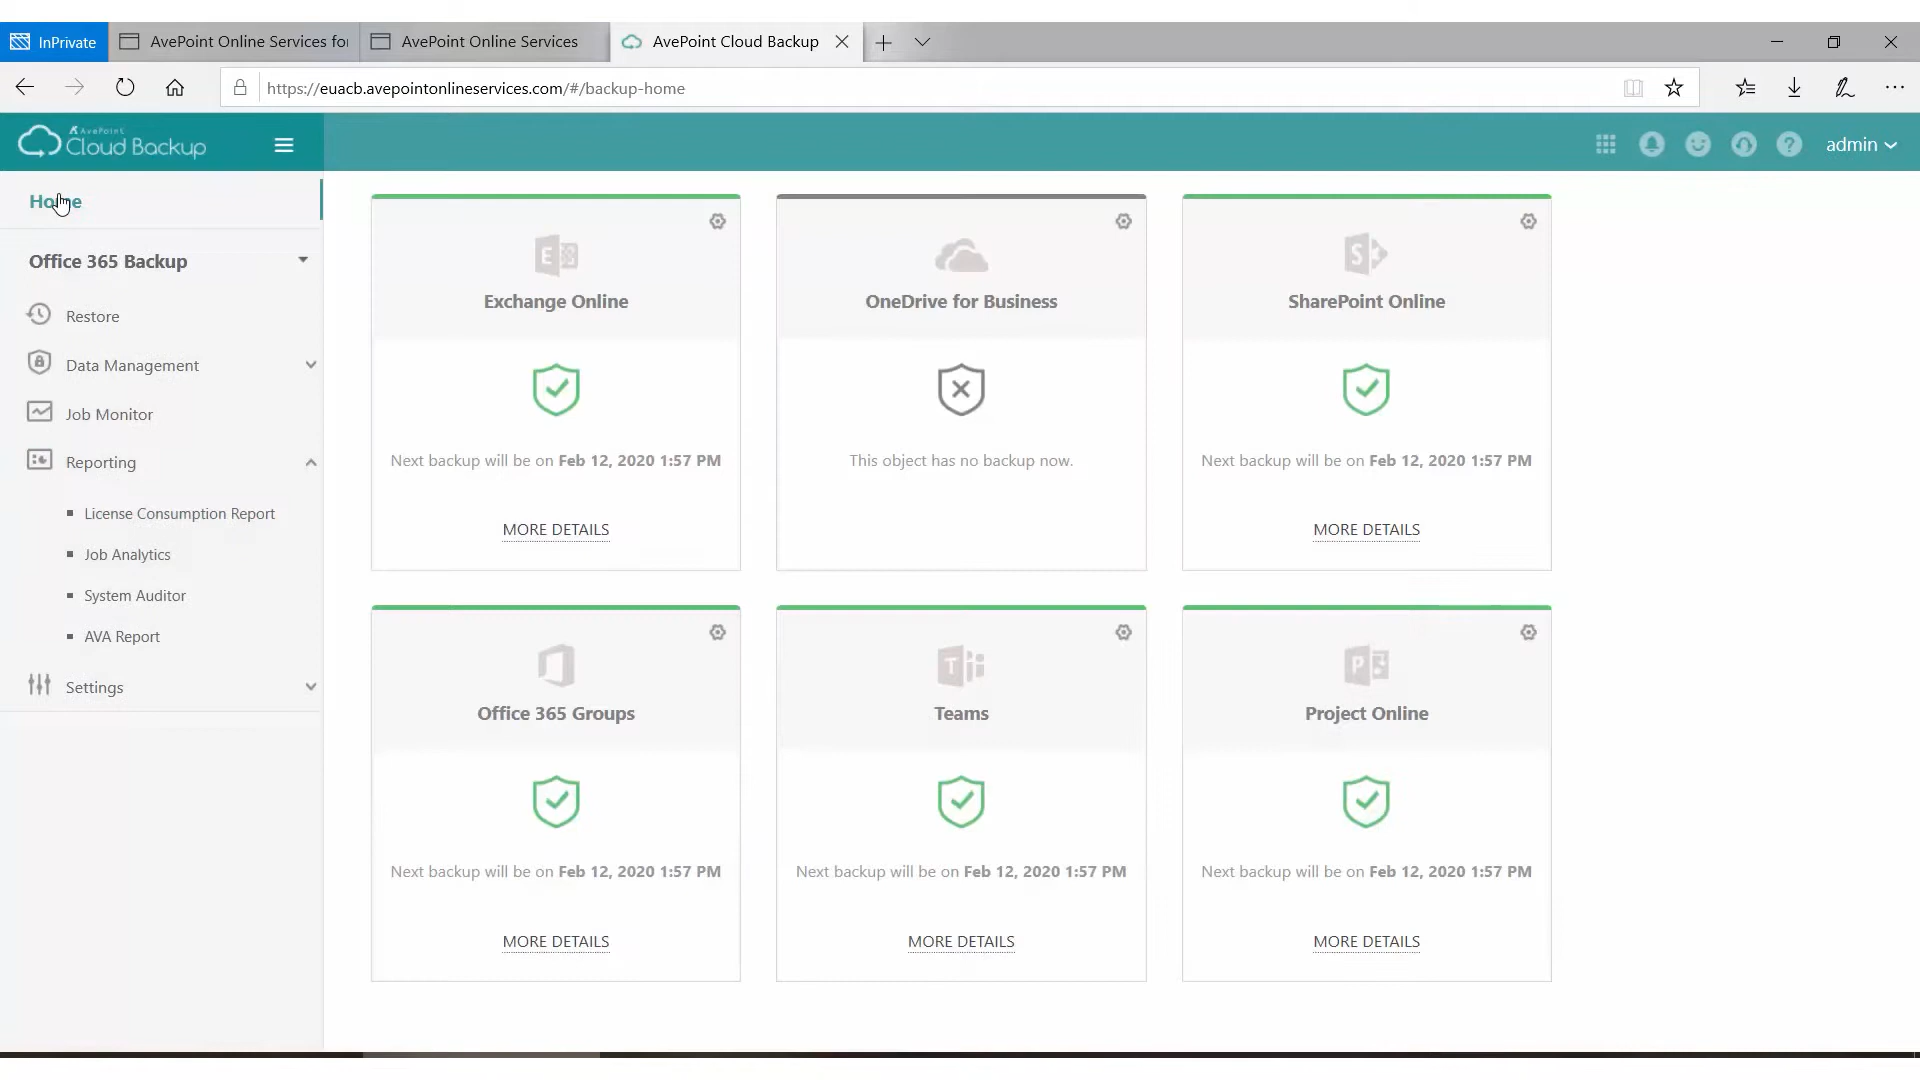 InPrivate
AvePoint Online Services fo
AvePoint Online Services
AvePoint Cloud Backup
https://euacb.avepointonlineservices.com/#/backup-home
AvePoint
Cloud Backup
admin
Home
Office 365 Backup
Restore
Data Management
Job Monitor
Reporting
License Consumption Report
Job Analytics
System Auditor
AVA Report
Settings
Exchange Online
Next backup will be on Feb 12, 2020 1:57 PM
MORE DETAILS
OneDrive for Business
This object has no backup now.
SharePoint Online
Next backup will be on Feb 12, 2020 1:57 PM
MORE DETAILS
Office 365 Groups
Next backup will be on Feb 12, 2020 1:57 PM
MORE DETAILS
Teams
Next backup will be on Feb 12, 2020 1:57 PM
MORE DETAILS
Project Online
Next backup will be on Feb 12, 2020 1:57 PM
MORE DETAILS